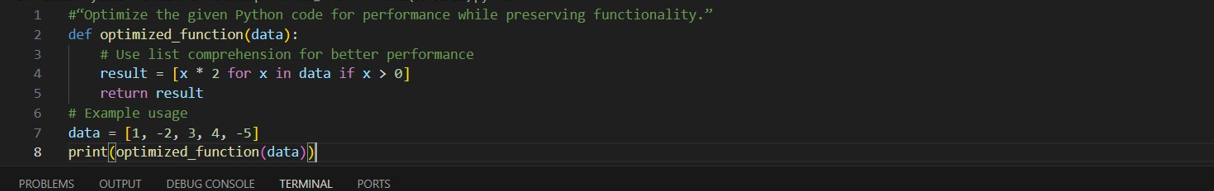 1 #“Optimize the given Python code for performance while preserving functionality.”
2 def optimized_function(data):
3     # Use list comprehension for better performance
4     result = [x * 2 for x in data if x > 0]
5     return result
6 # Example usage
7 data = [1, -2, 3, 4, -5]
8 print(optimized_function(data))
PROBLEMS OUTPUT DEBUG CONSOLE TERMINAL PORTS